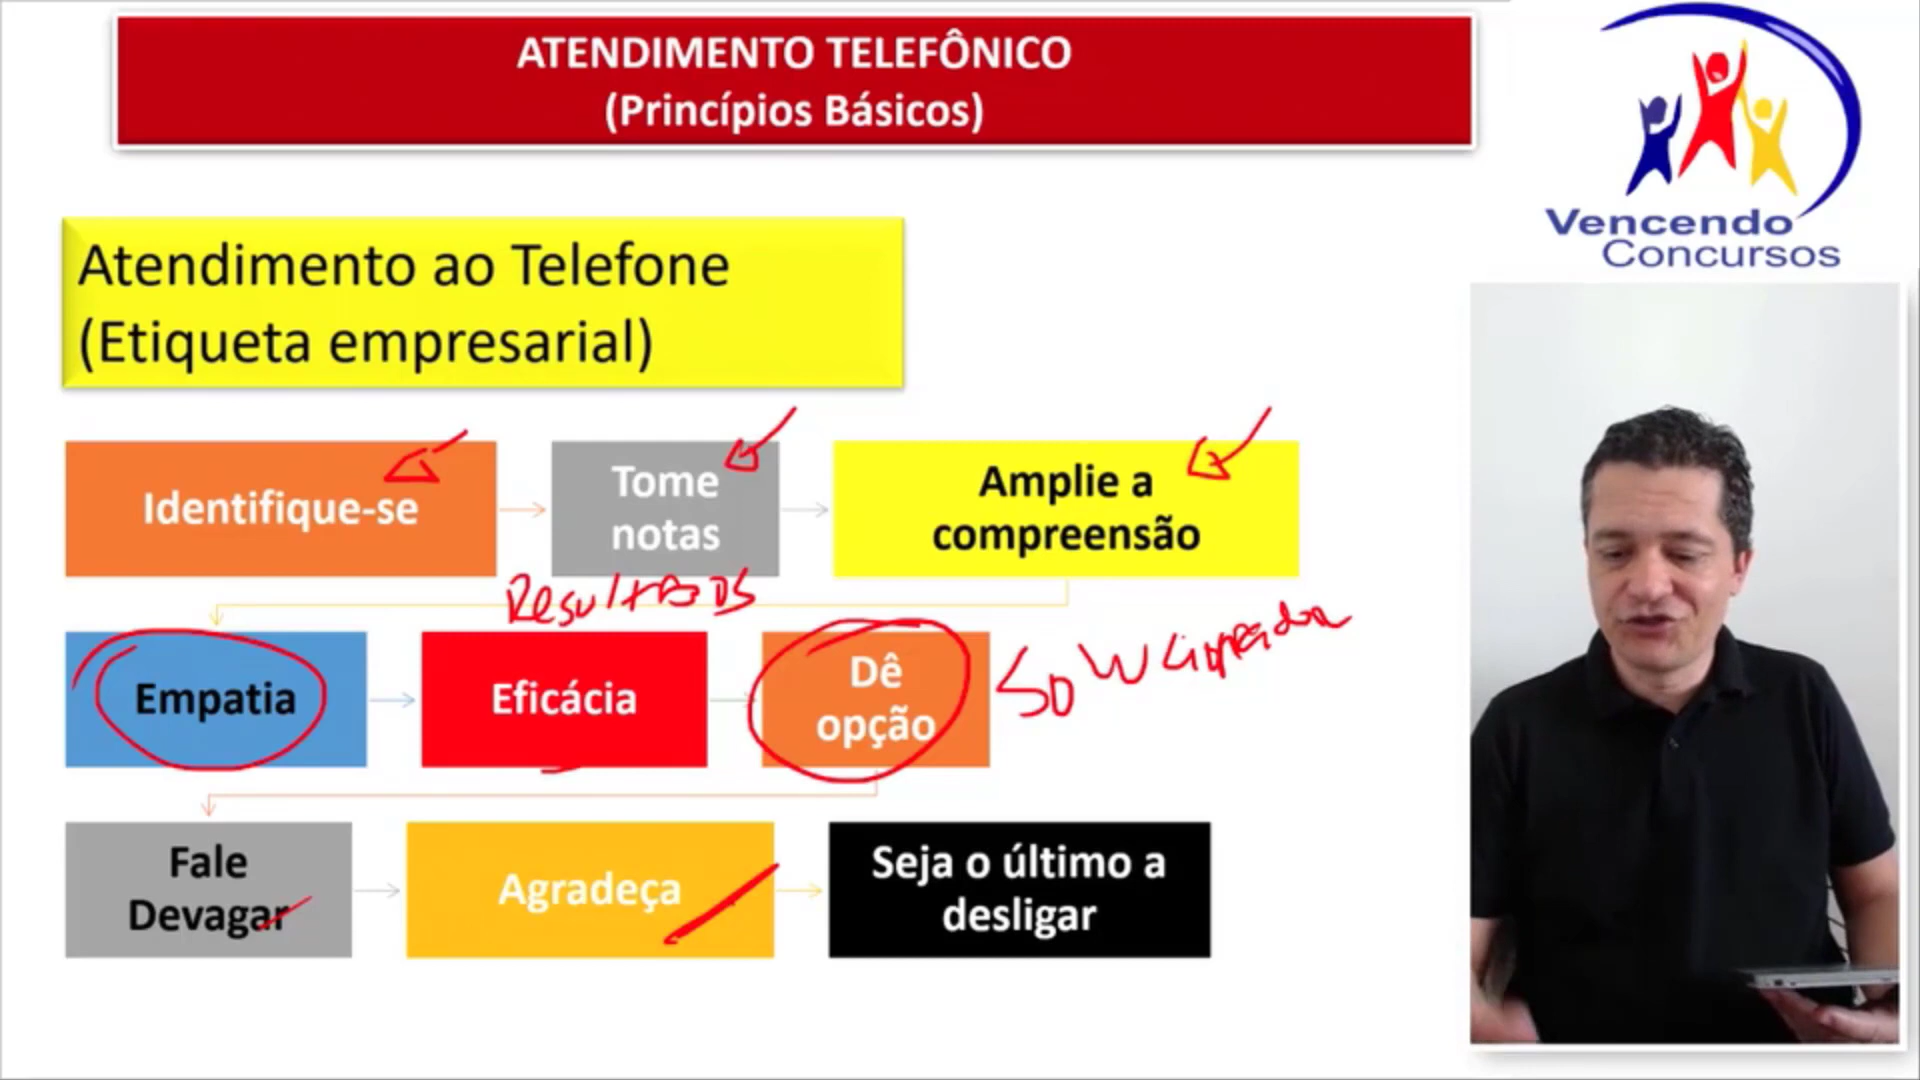 ATENDIMENTO TELEFÔNICO
(Princípios Básicos)
Vencendo
Concursos
Atendimento ao Telefone
(Etiqueta empresarial)
Identifique-se
Tome
notas
Amplie a
compreensão
Resultados
Empatia
Eficácia
Dê
opção
Solucionador
Fale
Devagar
Agradeça
Seja o último a
desligar